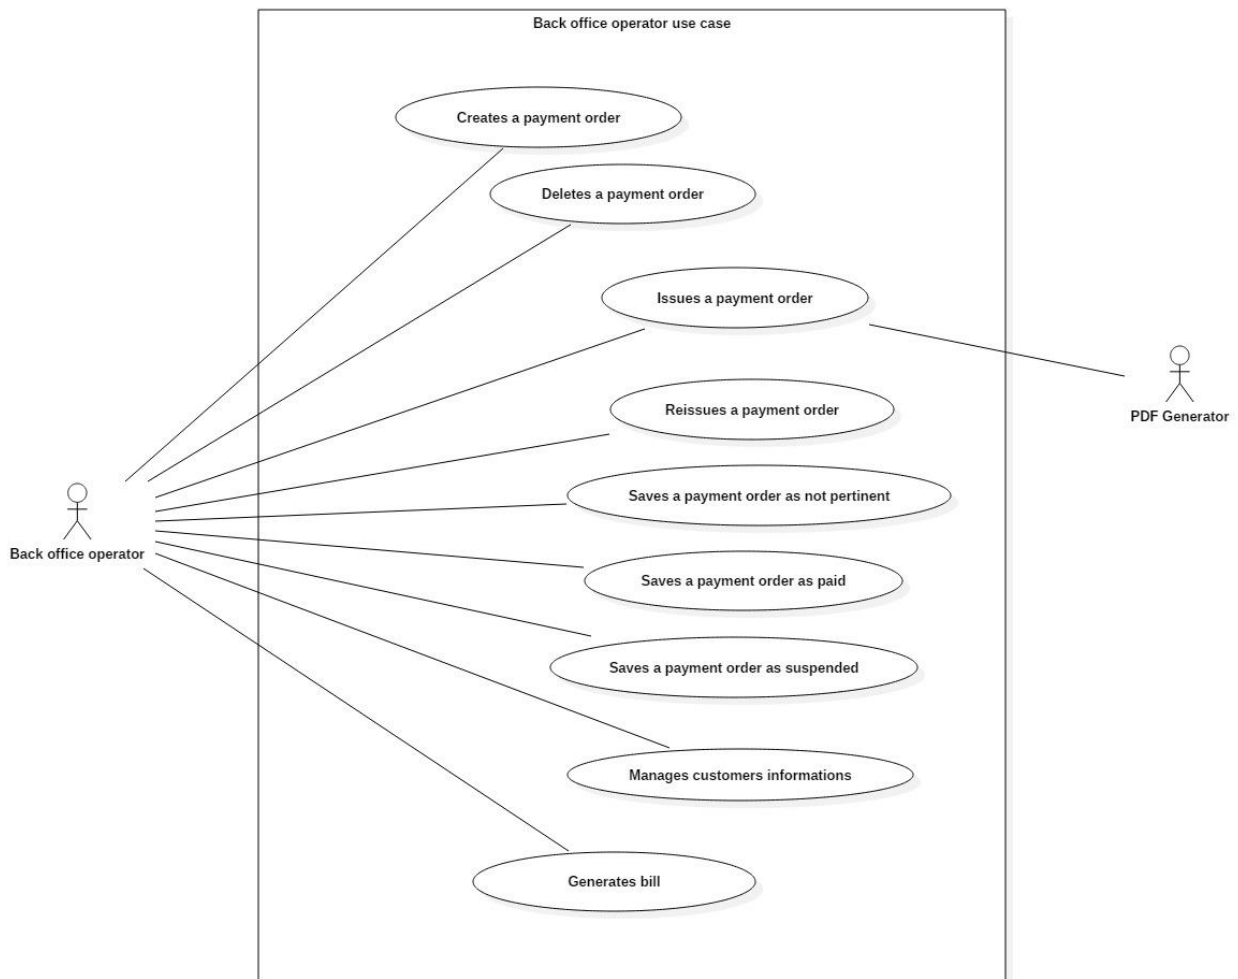 Back office operator use case
Creates a payment order
Deletes a payment order
Issues a payment order
Reissues a payment order
PDF Generator
Saves a payment order as not pertinent
Back office operator
Saves a payment order as paid
Saves a payment order as suspended
Manages customers informations
Generates bill